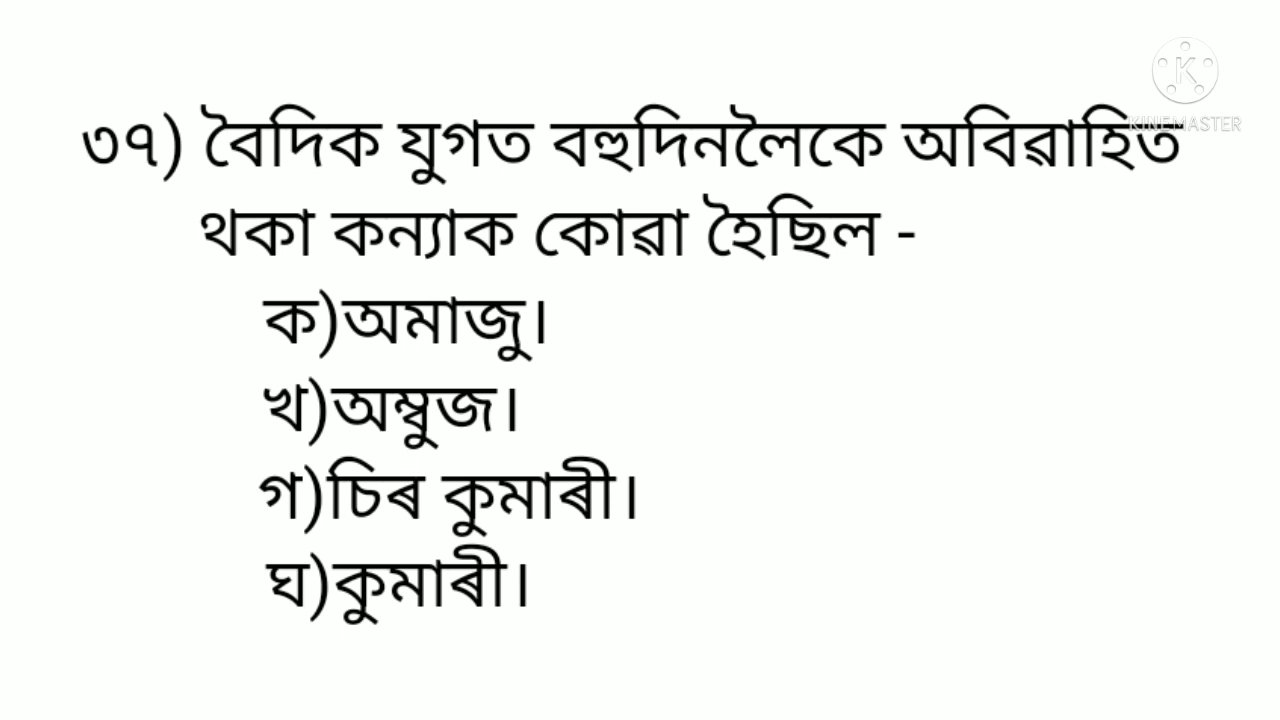 KINEMASTER
৩৭) বৈদিক যুগত বহুদিনলৈকে অবিৱাহিত
থকা কন্যাক কোৱা হৈছিল -
ক)অমাজু।
খ)অম্বুজ।
গ)চিৰ কুমাৰী।
ঘ)কুমাৰী।